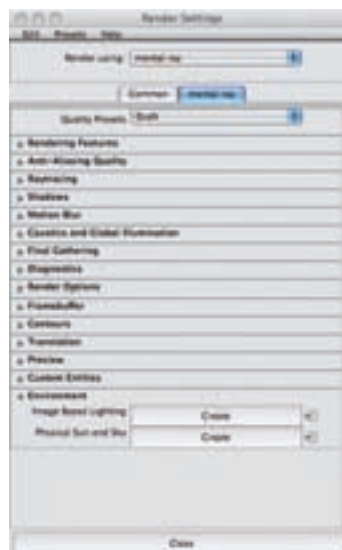 Render Settings
Edit Presets Help
Render using mental ray
Common mental ray
Quality Presets Draft
Rendering Features
Anti-Aliasing Quality
Raytracing
Shadows
Motion Blur
Caustics and Global Illumination
Final Gathering
Diagnostics
Render Options
Framebuffer
Contours
Translation
Preview
Custom Entities
Environment
Image Based Lighting Create
Physical Sun and Sky Create
Close